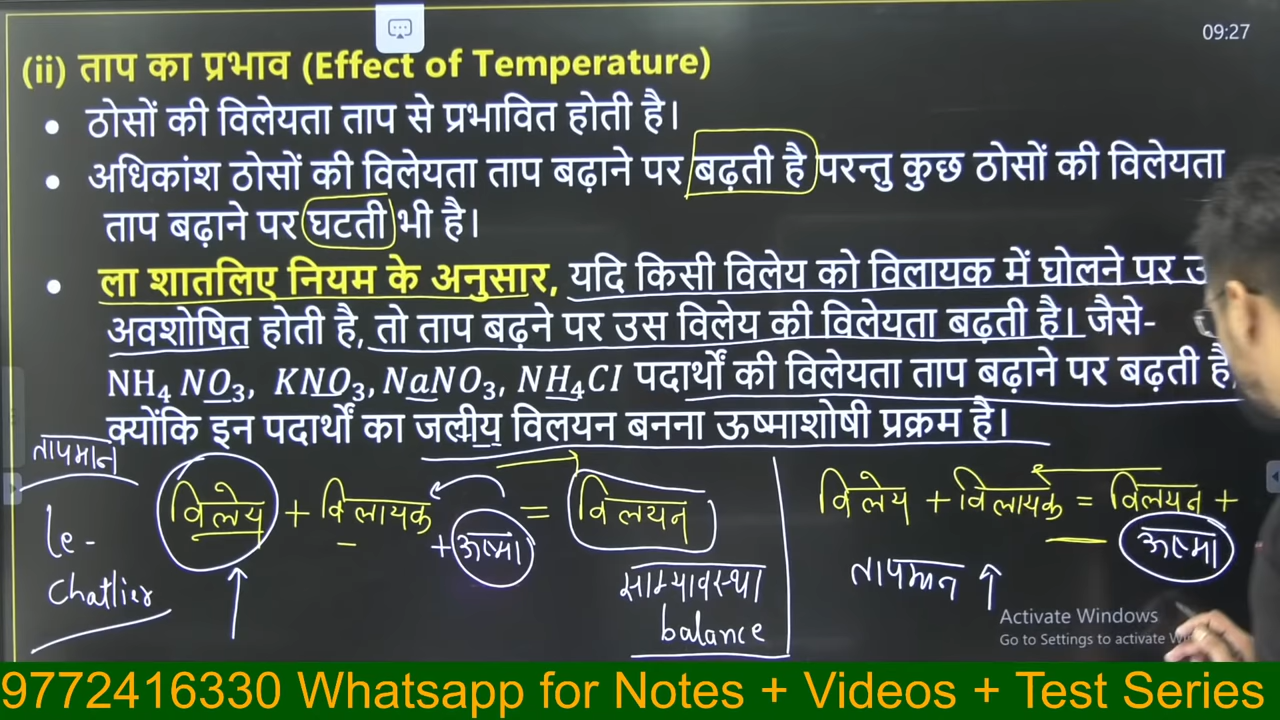 09:27
(ii) ताप का प्रभाव (Effect of Temperature)
• ठोसों की विलेयता ताप से प्रभावित होती है।
• अधिकांश ठोसों की विलेयता ताप बढ़ाने पर बढ़ती है परन्तु कुछ ठोसों की विलेयता
ताप बढ़ाने पर घटती भी है।
• ला शातलिए नियम के अनुसार, यदि किसी विलेय को विलायक में घोलने पर
अवशोषित होती है, तो ताप बढ़ने पर उस विलेय की विलेयता बढ़ती है। जैसे-
NH₄ NO₃, KNO₃, NaNO₃, NH₄Cl पदार्थों की विलेयता ताप बढ़ाने पर बढ़ती है,
क्योंकि इन पदार्थों का जलीय विलयन बनना ऊष्माशोषी प्रक्रम है।
तापमान
Le-
Chatlier
विलेय + विलायक = विलयन
+ ऊष्मा
साम्यावस्था
balance
विलेय + विलायक = विलयन +
ऊष्मा
तापमान ↑
Activate Windows
Go to Settings to activate
9772416330 Whatsapp for Notes + Videos + Test Series